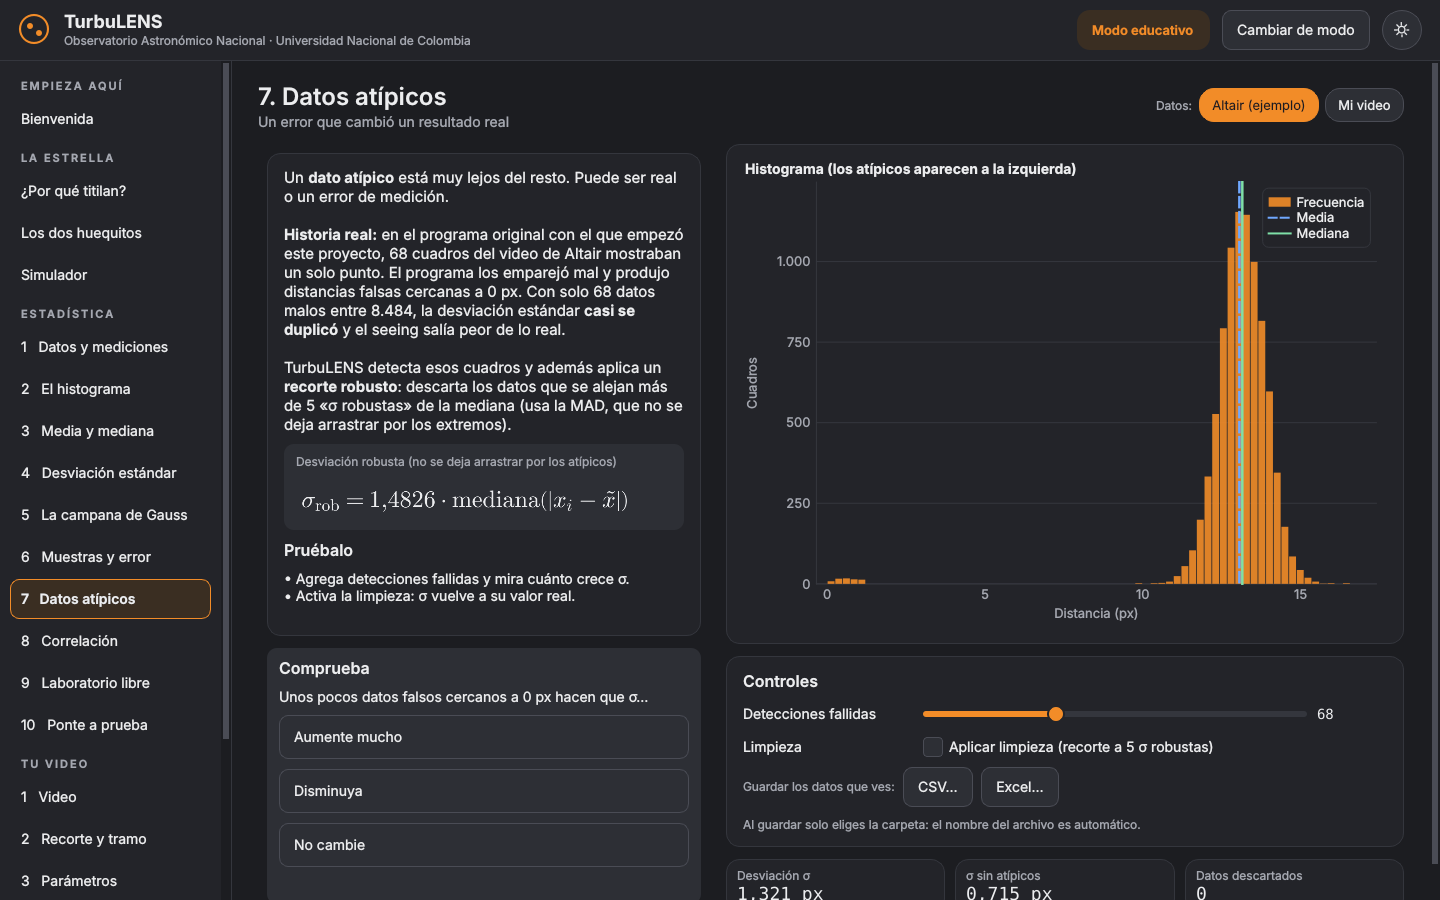 TurbuLENS
Observatorio Astronómico Nacional · Universidad Nacional de Colombia
Modo educativo
Cambiar de modo
EMPIEZA AQUÍ
Bienvenida
LA ESTRELLA
¿Por qué titilan?
Los dos huequitos
Simulador
ESTADÍSTICA
1 Datos y mediciones
2 El histograma
3 Media y mediana
4 Desviación estándar
5 La campana de Gauss
6 Muestras y error
7 Datos atípicos
8 Correlación
9 Laboratorio libre
10 Ponte a prueba
TU VIDEO
1 Video
2 Recorte y tramo
3 Parámetros
7. Datos atípicos
Un error que cambió un resultado real
Datos:
Altair (ejemplo)
Mi video
Un dato atípico está muy lejos del resto. Puede ser real
o un error de medición.
Historia real: en el programa original con el que empezó
este proyecto, 68 cuadros del video de Altair mostraban
un solo punto. El programa los emparejó mal y produjo
distancias falsas cercanas a 0 px. Con solo 68 datos
malos entre 8.484, la desviación estándar casi se
duplicó y el seeing salía peor de lo real.
TurbuLENS detecta esos cuadros y además aplica un
recorte robusto: descarta los datos que se alejan más
de 5 «σ robustas» de la mediana (usa la MAD, que no se
deja arrastrar por los extremos).
Desviación robusta (no se deja arrastrar por los atípicos)
σ_rob = 1,4826 · mediana(|x_i − x̃|)
Pruébalo
• Agrega detecciones fallidas y mira cuánto crece σ.
• Activa la limpieza: σ vuelve a su valor real.
Comprueba
Unos pocos datos falsos cercanos a 0 px hacen que σ...
Aumente mucho
Disminuya
No cambie
Histograma (los atípicos aparecen a la izquierda)
Frecuencia
Media
Mediana
1.000
750
500
250
0
Cuadros
0 5 10 15
Distancia (px)
Controles
Detecciones fallidas
68
Limpieza
Aplicar limpieza (recorte a 5 σ robustas)
Guardar los datos que ves:
CSV...
Excel...
Al guardar solo eliges la carpeta: el nombre del archivo es automático.
Desviación σ
1,321 px
σ sin atípicos
0,715 px
Datos descartados
0